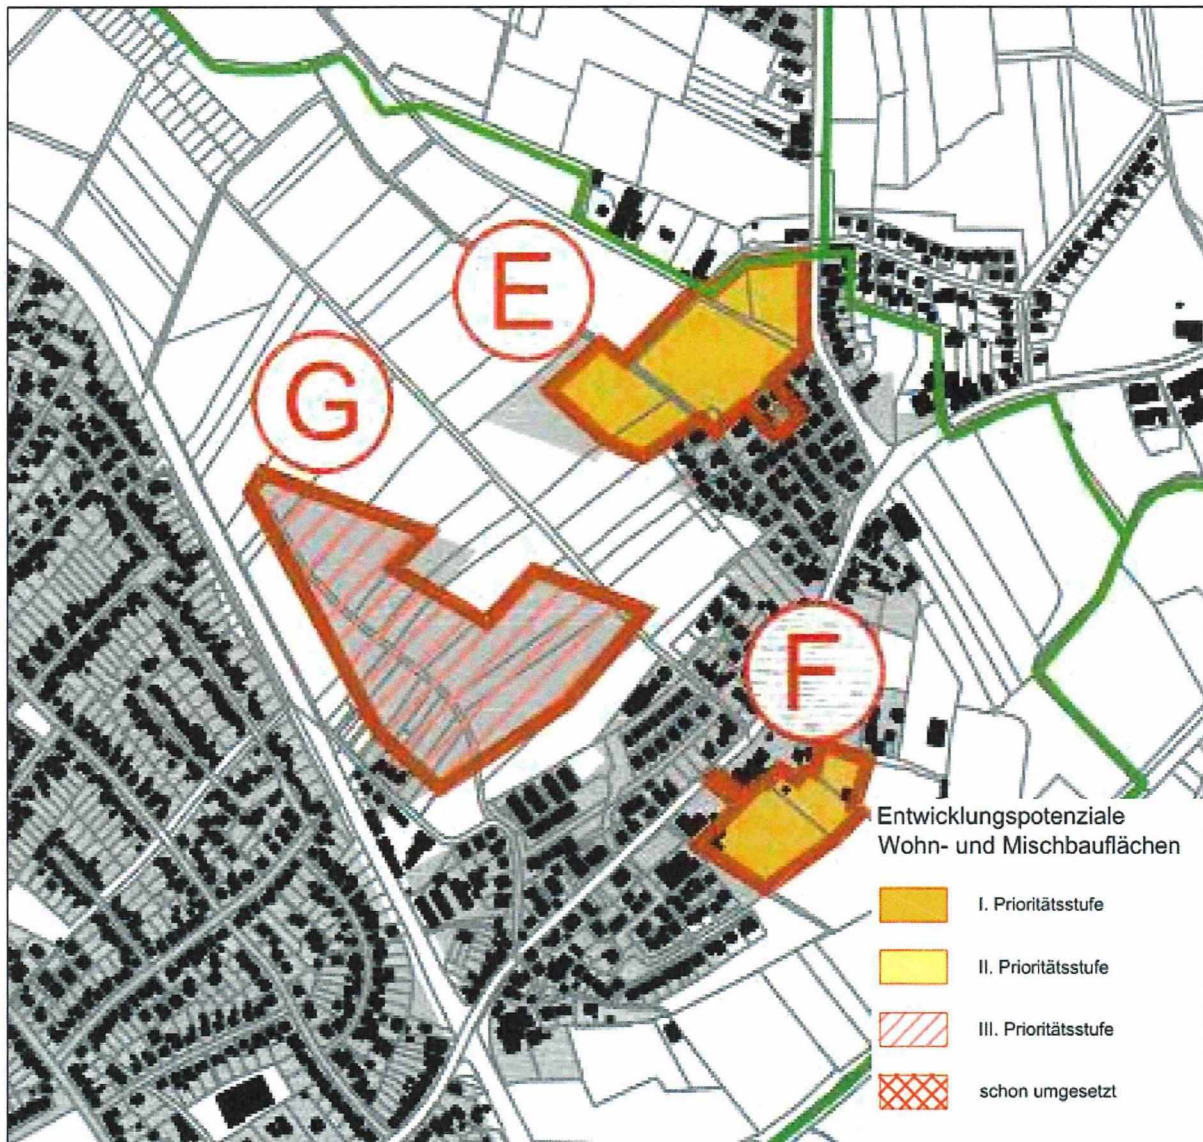 E
G
F
Entwicklungspotenziale
Wohn- und Mischbauflächen
I. Prioritätsstufe
II. Prioritätsstufe
III. Prioritätsstufe
schon umgesetzt